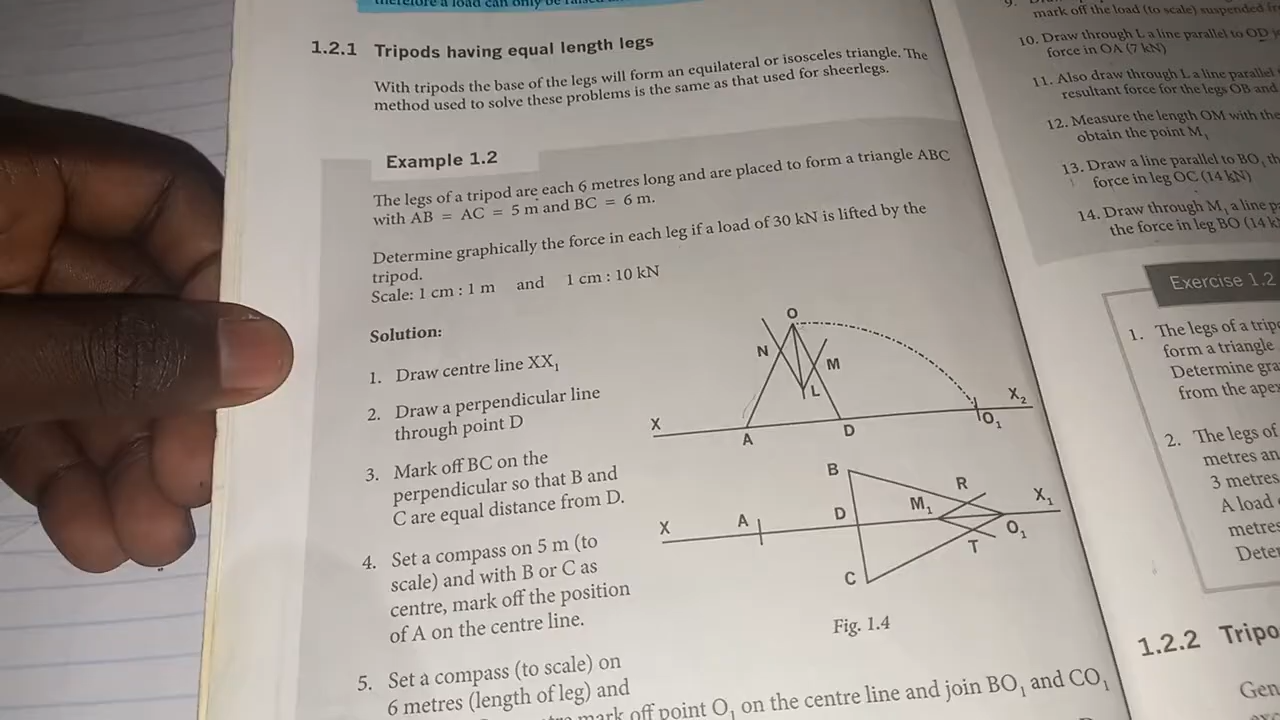 therefore a load can only be raised
1.2.1 Tripods having equal length legs
With tripods the base of the legs will form an equilateral or isosceles triangle. The
method used to solve these problems is the same as that used for sheerlegs.
Example 1.2
The legs of a tripod are each 6 metres long and are placed to form a triangle ABC
with AB = AC = 5 m and BC = 6 m.
Determine graphically the force in each leg if a load of 30 kN is lifted by the
tripod.
Scale: 1 cm : 1 m and 1 cm : 10 kN
Solution:
1. Draw centre line XX₁
2. Draw a perpendicular line
through point D
3. Mark off BC on the
perpendicular so that B and
C are equal distance from D.
4. Set a compass on 5 m (to
scale) and with B or C as
centre, mark off the position
of A on the centre line.
5. Set a compass (to scale) on
6 metres (length of leg) and
mark off point O₁ on the centre line and join BO₁ and CO₁
O
N
M
L
X
A
D
O₁
X₂
B
R
X
A
D
M₁
X₁
O₁
T
C
Fig. 1.4
9.
mark off the load (to scale) suspended
10. Draw through L a line parallel to OD
force in OA (7 kN)
11. Also draw through L a line parallel
resultant force for the legs OB and
12. Measure the length OM with the
obtain the point M₁
13. Draw a line parallel to BO₁
force in leg OC (14 kN)
14. Draw through M₁ a line
the force in leg BO (14
Exercise 1.2
1. The legs of a
form a triangle
Determine
from the
2. The legs of
metres
3 metres
A load
metre
1.2.2